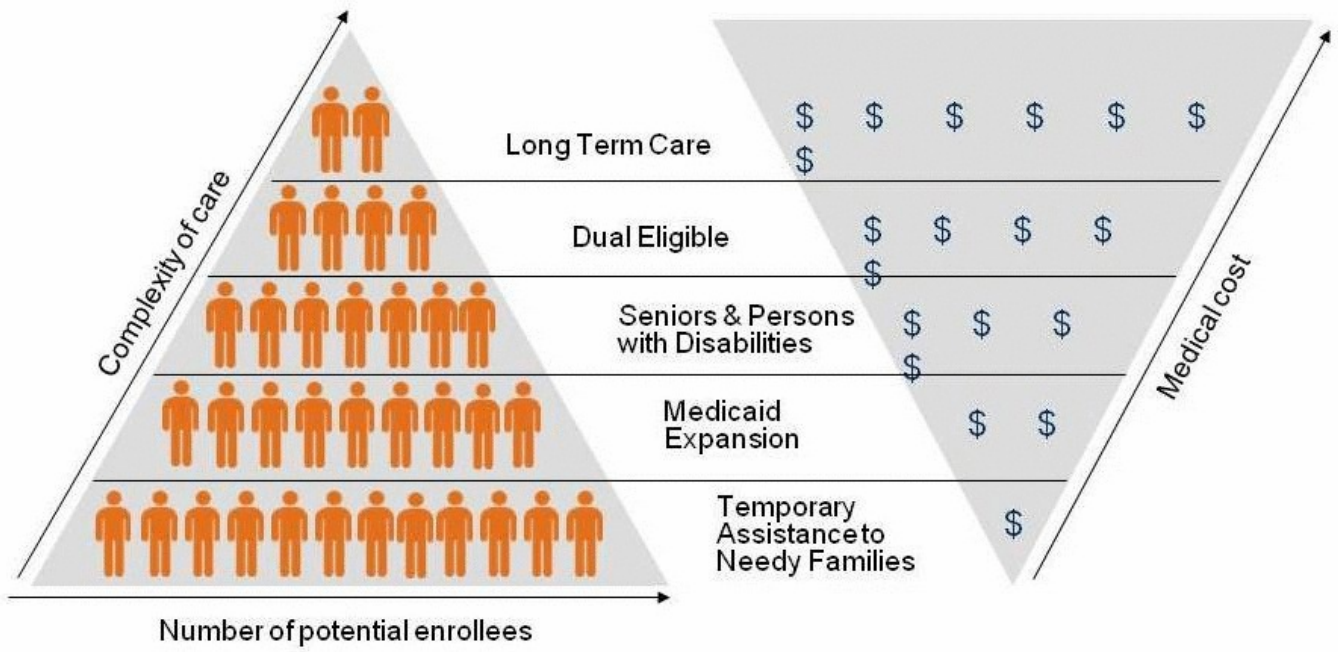 Complexity of care
Long Term Care
$ $ $ $ $ $
$
Dual Eligible
$ $ $ $
$
Seniors & Persons
with Disabilities
$ $ $
$
Medicaid
Expansion
$ $
Temporary
Assistance to
Needy Families
$
Medical cost
Number of potential enrollees